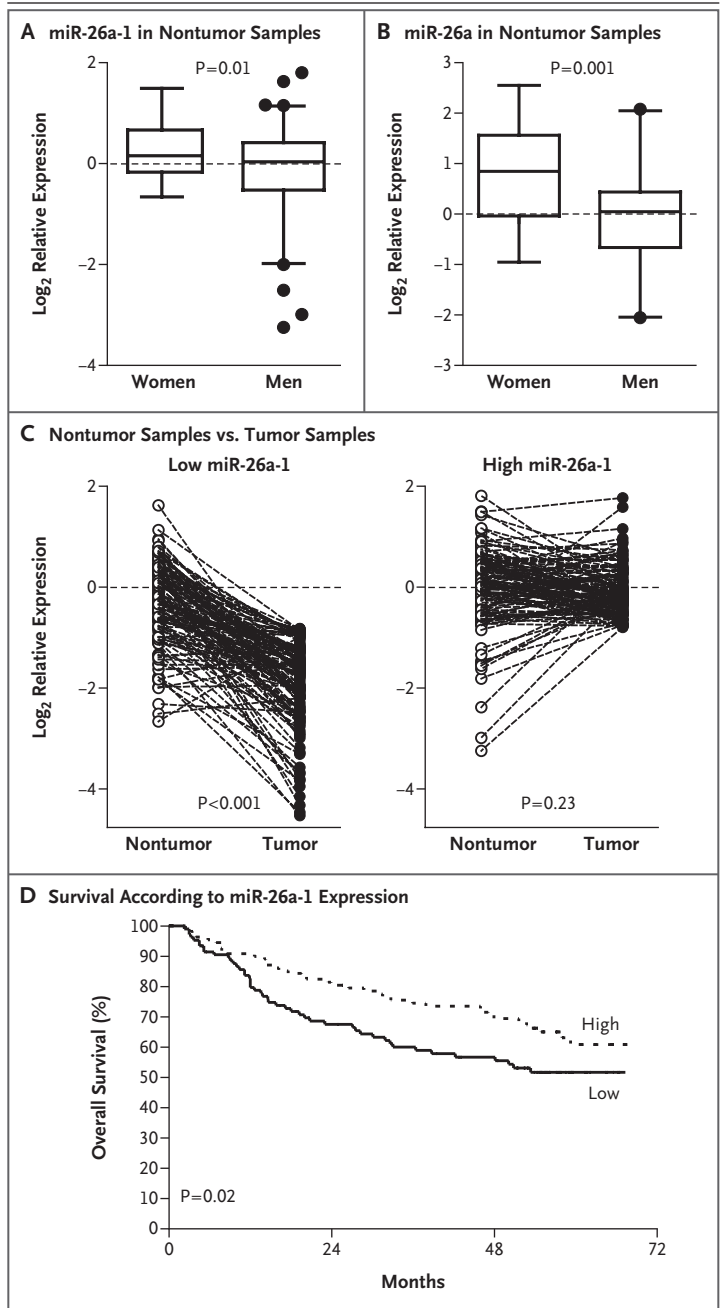 A miR-26a-1 in Nontumor Samples
P=0.01
Log2 Relative Expression
2
0
–2
–4
Women
Men
B miR-26a in Nontumor Samples
P=0.001
Log2 Relative Expression
3
2
1
0
–1
–2
–3
Women
Men
C Nontumor Samples vs. Tumor Samples
Low miR-26a-1
Log2 Relative Expression
2
0
–2
–4
P<0.001
Nontumor
Tumor
High miR-26a-1
2
0
–2
–4
P=0.23
Nontumor
Tumor
D Survival According to miR-26a-1 Expression
Overall Survival (%)
100
90
80
70
60
50
40
30
20
10
0
High
Low
P=0.02
0
24
48
72
Months